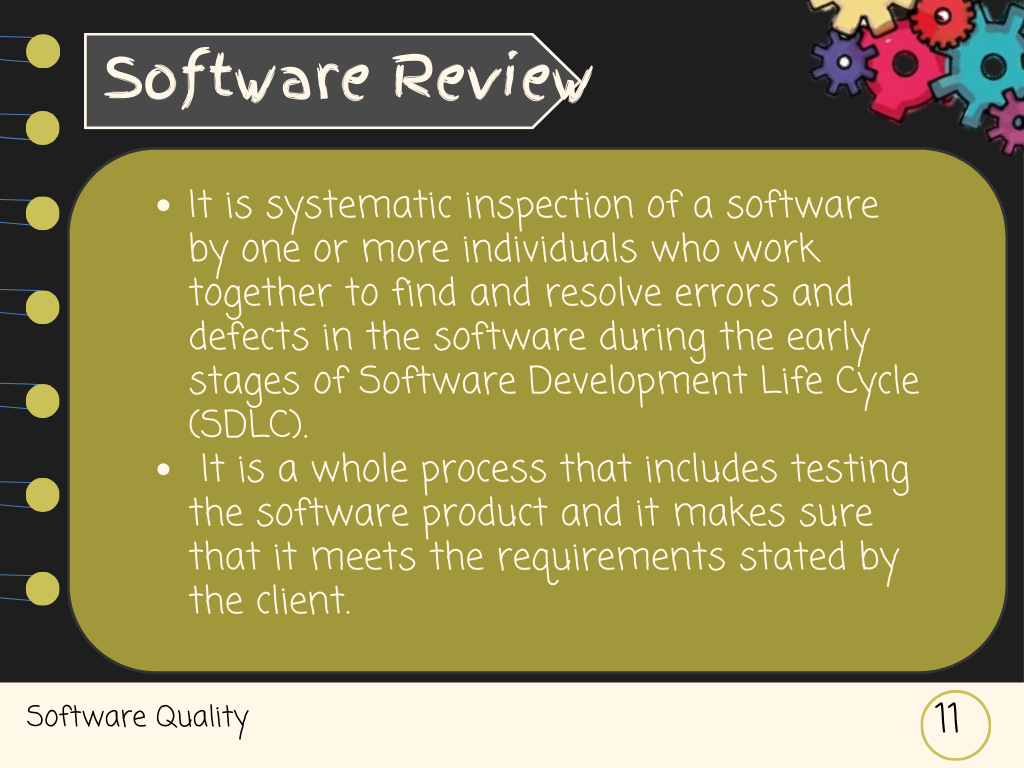 Software Review
• It is systematic inspection of a software
by one or more individuals who work
together to find and resolve errors and
defects in the software during the early
stages of Software Development Life Cycle
(SDLC).
• It is a whole process that includes testing
the software product and it makes sure
that it meets the requirements stated by
the client.
Software Quality
11